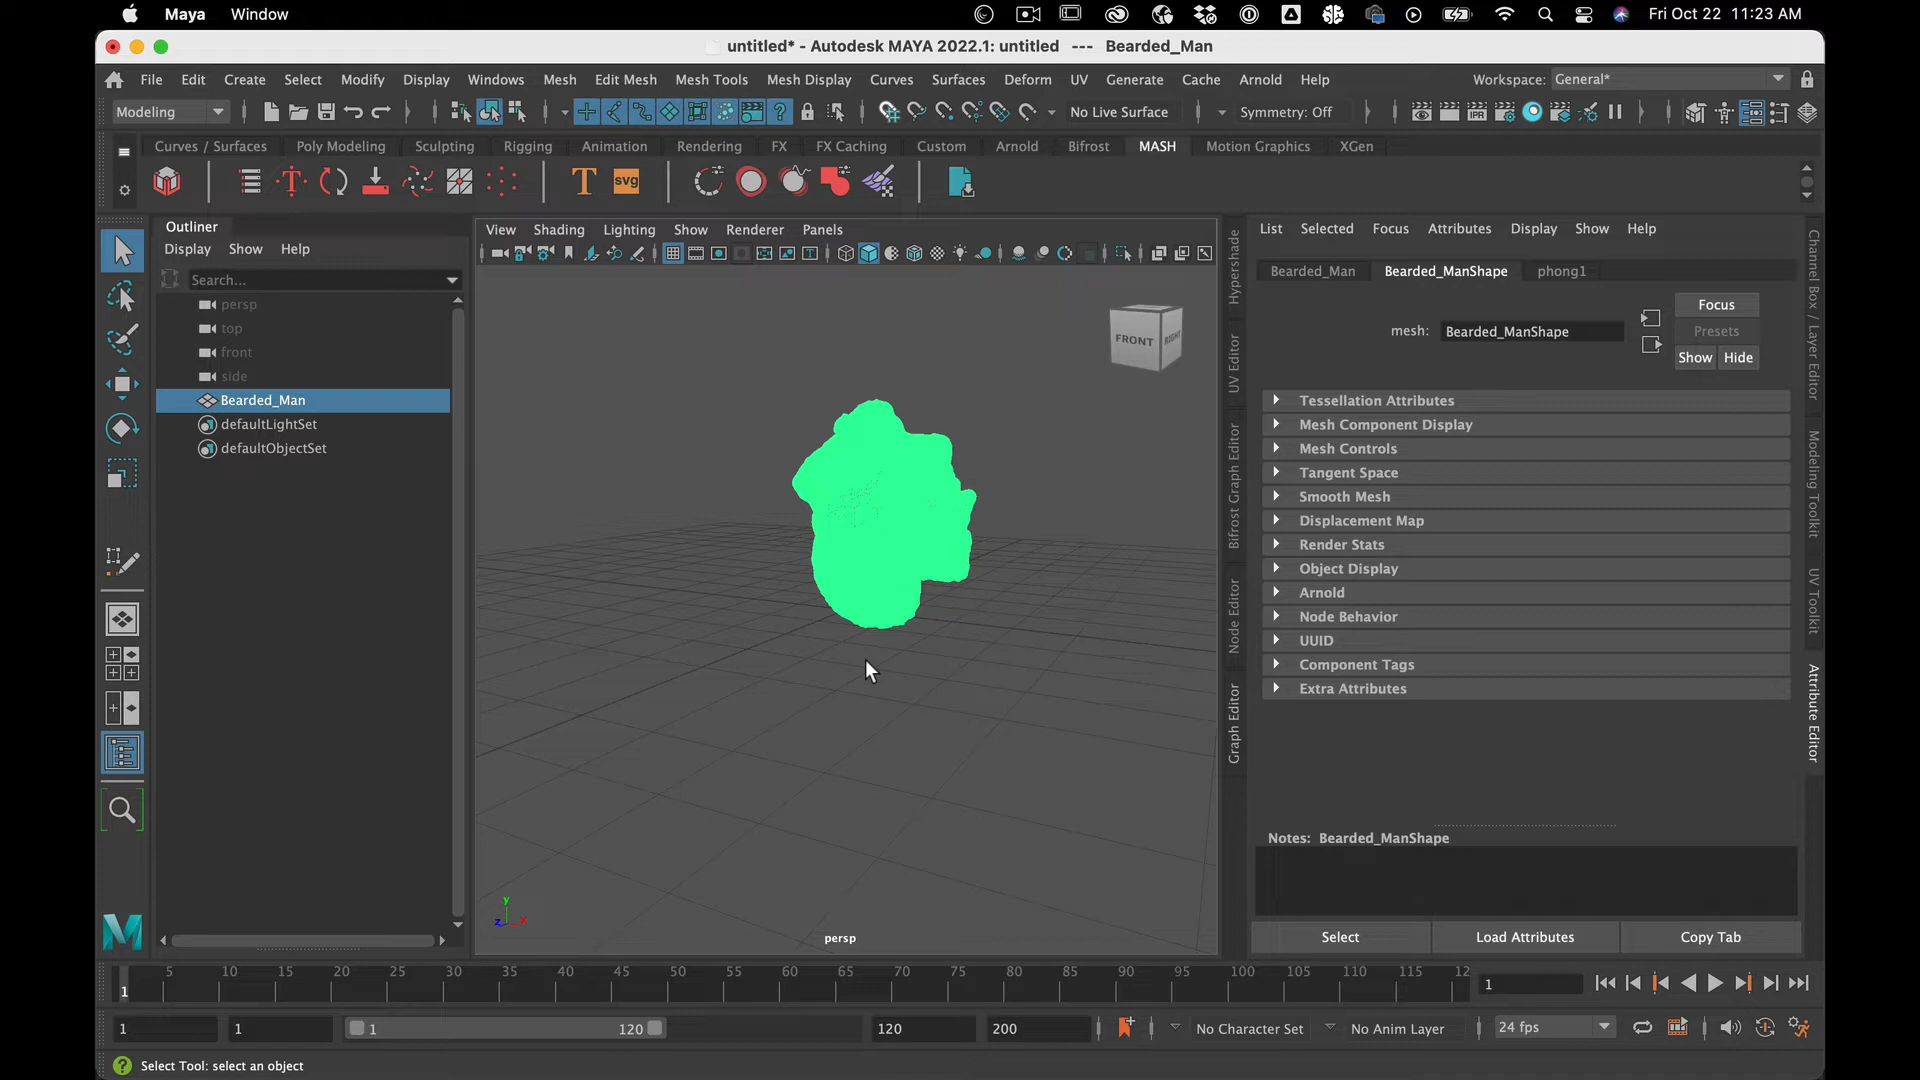 Maya Window Fri Oct 22 11:23 AM
untitled* - Autodesk MAYA 2022.1: untitled --- Bearded_Man
File Edit Create Select Modify Display Windows Mesh Edit Mesh Mesh Tools Mesh Display Curves Surfaces Deform UV Generate Cache Arnold Help Workspace: General*
Modeling No Live Surface Symmetry: Off IPR
Curves / Surfaces Poly Modeling Sculpting Rigging Animation Rendering FX FX Caching Custom Arnold Bifrost MASH Motion Graphics XGen
T svg
Outliner
Display Show Help
Search...
persp
top
front
side
Bearded_Man
defaultLightSet
defaultObjectSet
View Shading Lighting Show Renderer Panels
FRONT RIGHT
y
z x
persp
Hypershade
UV Editor
Bifrost Graph Editor
Node Editor
Graph Editor
List Selected Focus Attributes Display Show Help
Bearded_Man Bearded_ManShape phong1
mesh: Bearded_ManShape
Focus
Presets
Show Hide
Tessellation Attributes
Mesh Component Display
Mesh Controls
Tangent Space
Smooth Mesh
Displacement Map
Render Stats
Object Display
Arnold
Node Behavior
UUID
Component Tags
Extra Attributes
Notes: Bearded_ManShape
Select Load Attributes Copy Tab
Channel Box / Layer Editor
Modeling Toolkit
UV Toolkit
Attribute Editor
5 10 15 20 25 30 35 40 45 50 55 60 65 70 75 80 85 90 95 100 105 110 115 12
1 1
1 1 1 120 120 200 No Character Set No Anim Layer 24 fps
Select Tool: select an object